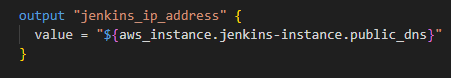 output "jenkins_ip_address" {
  value = "${aws_instance.jenkins-instance.public_dns}"
}